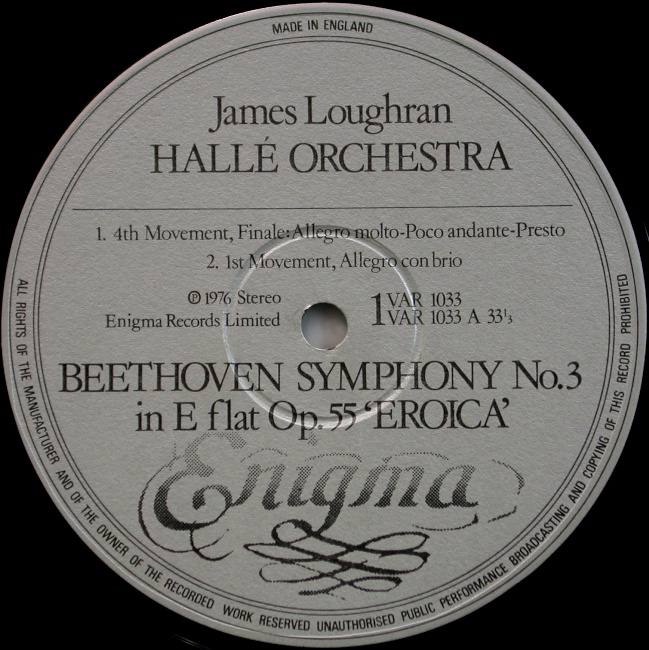 MADE IN ENGLAND
James Loughran
HALLÉ ORCHESTRA
1. 4th Movement, Finale: Allegro molto-Poco andante-Presto
2. 1st Movement, Allegro con brio
℗ 1976 Stereo
Enigma Records Limited
1 VAR 1033
VAR 1033 A 33⅓
BEETHOVEN SYMPHONY No.3
in E flat Op.55 'EROICA'
Enigma
ALL RIGHTS OF THE MANUFACTURER AND OF THE OWNER OF THE RECORDED WORK RESERVED UNAUTHORISED PUBLIC PERFORMANCE BROADCASTING AND COPYING OF THIS RECORD PROHIBITED